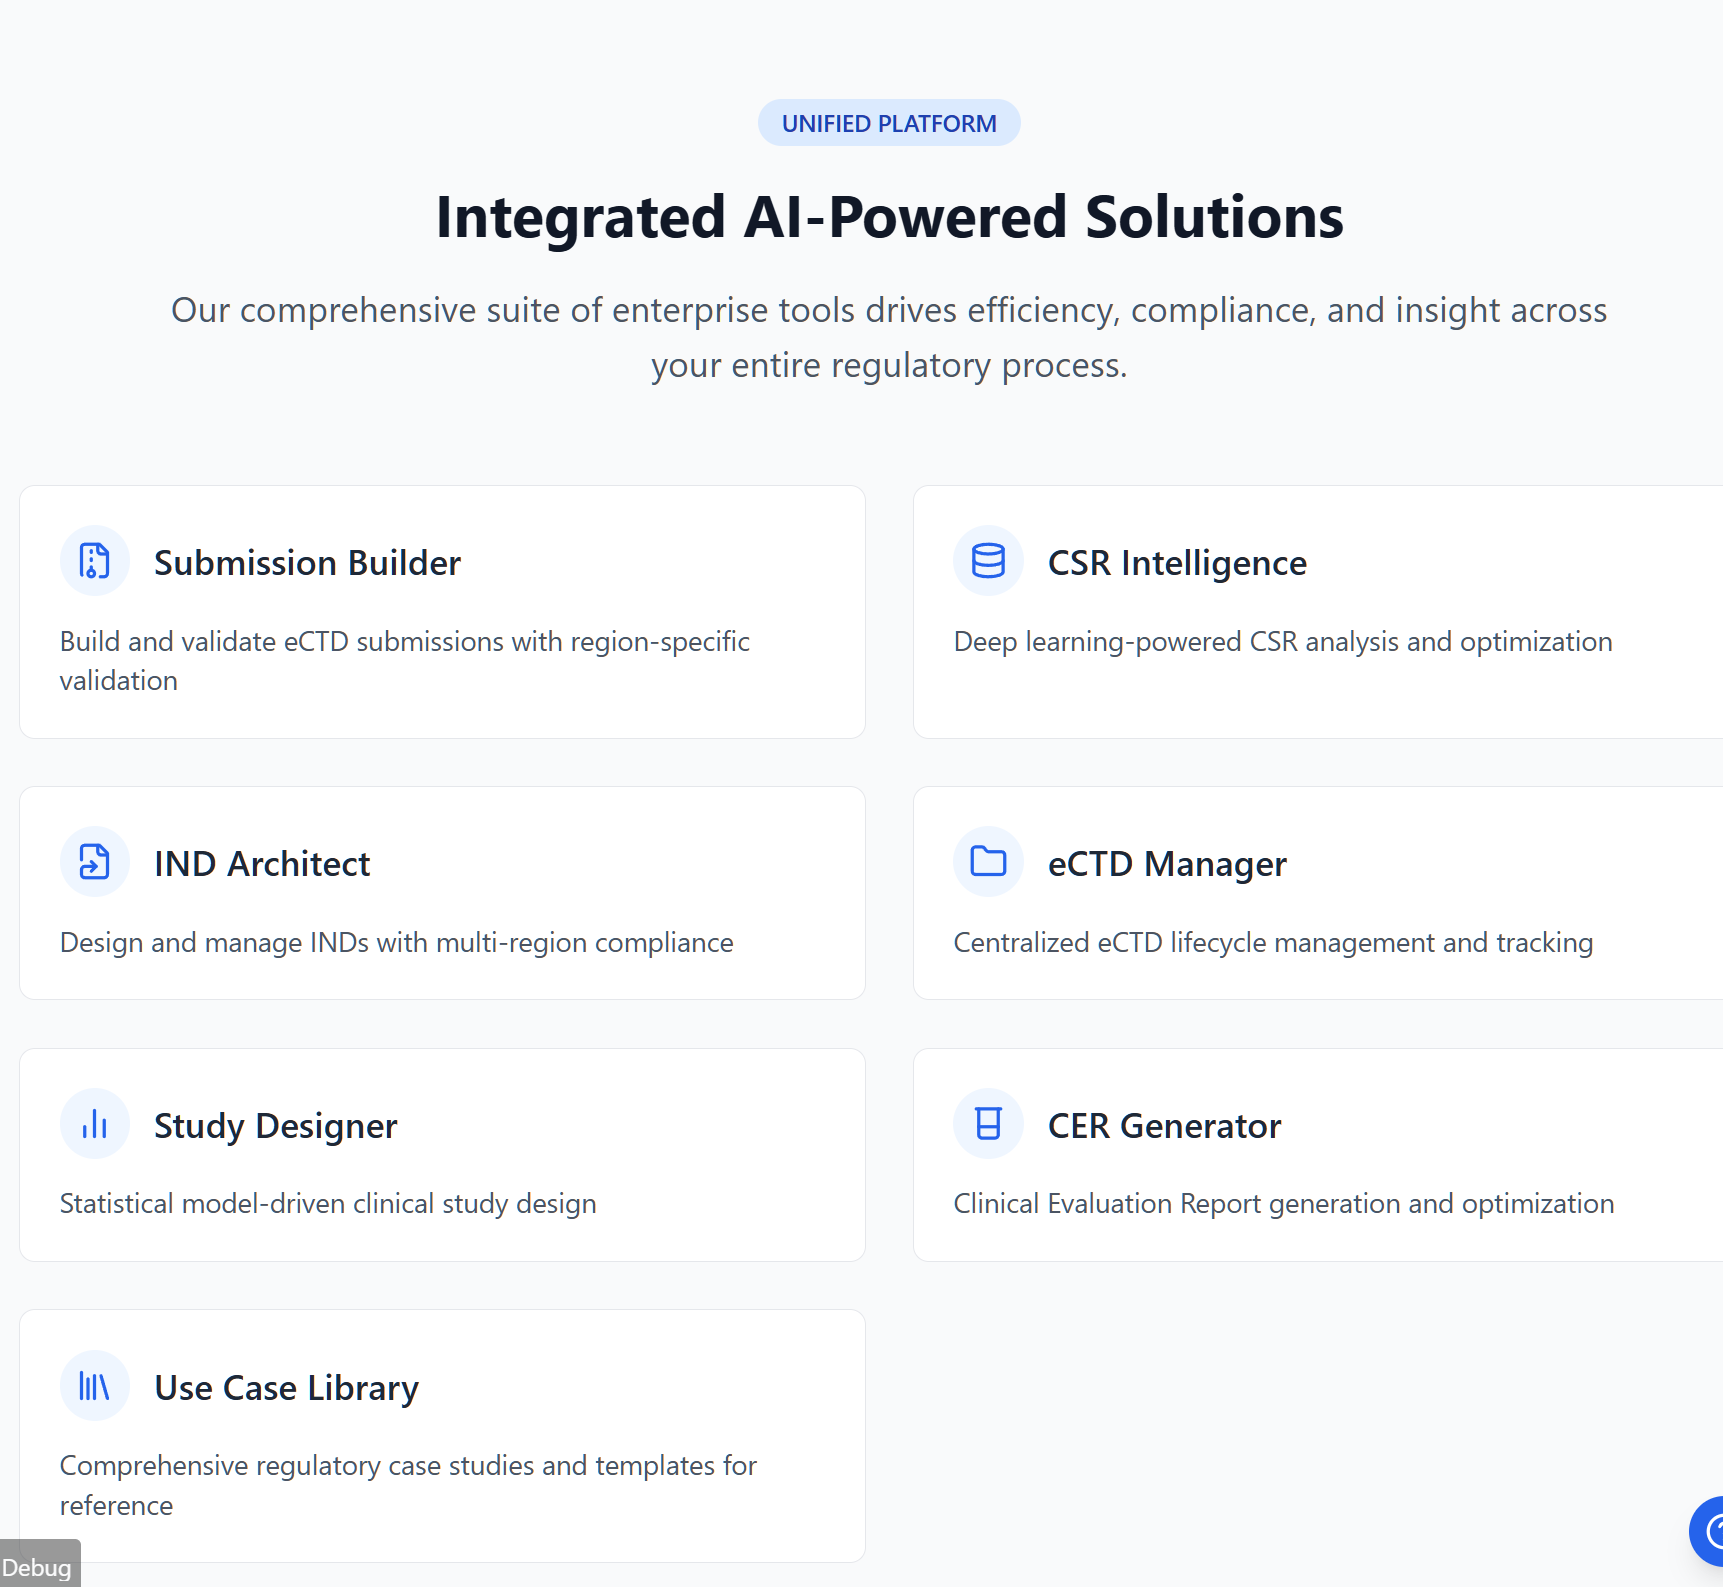 UNIFIED PLATFORM
Integrated AI-Powered Solutions
Our comprehensive suite of enterprise tools drives efficiency, compliance, and insight across
your entire regulatory process.
Submission Builder
Build and validate eCTD submissions with region-specific
validation
CSR Intelligence
Deep learning-powered CSR analysis and optimization
IND Architect
Design and manage INDs with multi-region compliance
eCTD Manager
Centralized eCTD lifecycle management and tracking
Study Designer
Statistical model-driven clinical study design
CER Generator
Clinical Evaluation Report generation and optimization
Use Case Library
Comprehensive regulatory case studies and templates for
reference
Debug